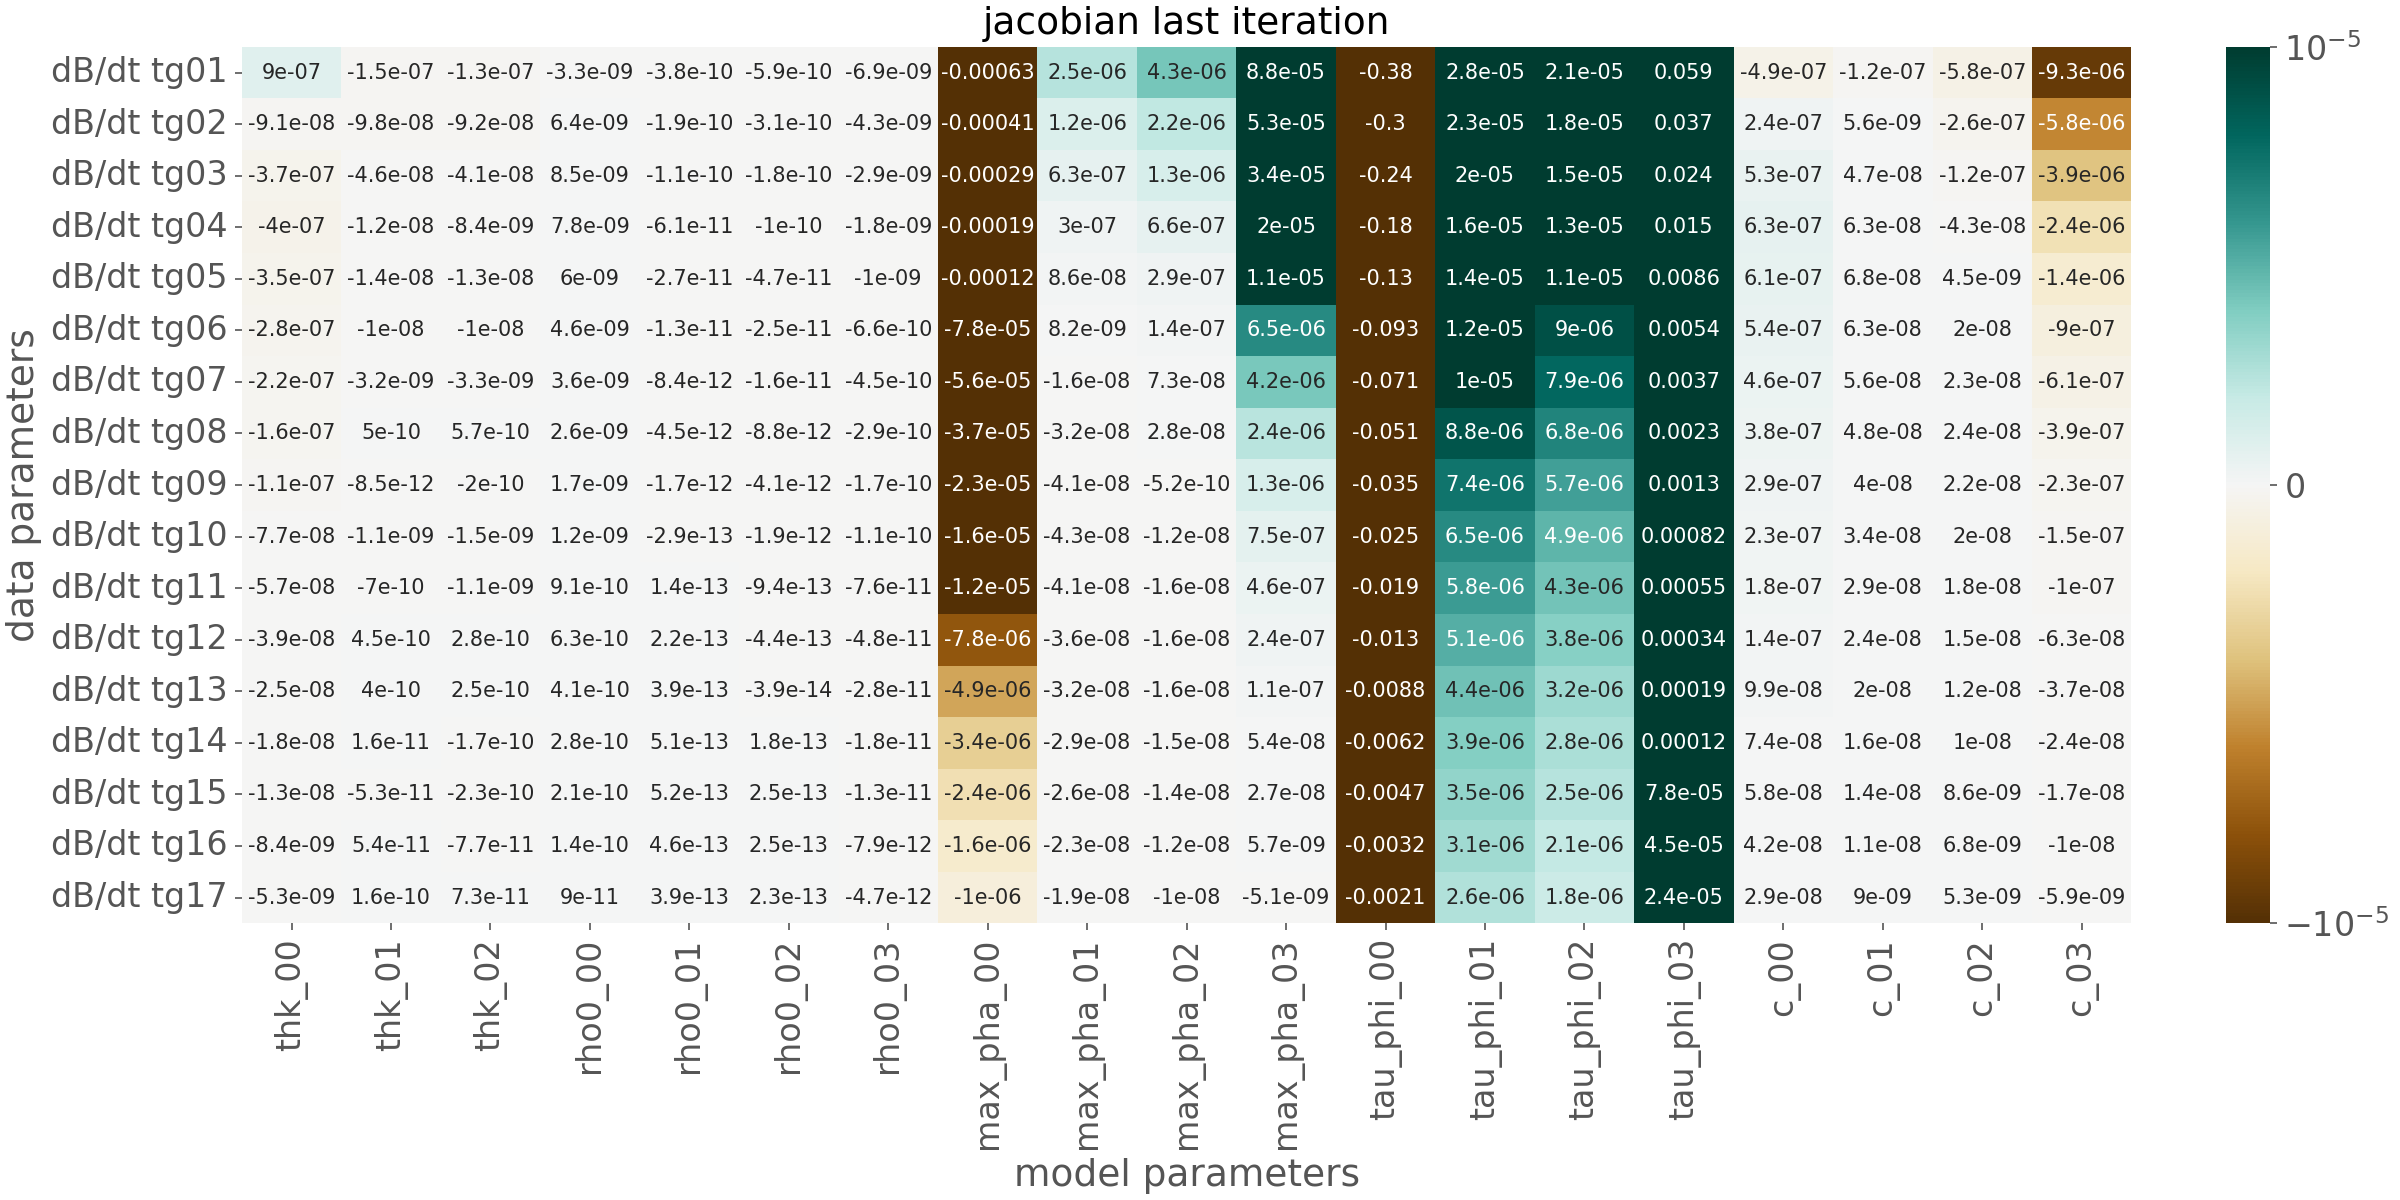 jacobian last iteration
dB/dt tg01 9e-07 -1.5e-07 -1.3e-07 -3.3e-09 -3.8e-10 -5.9e-10 -6.9e-09 -0.00063 2.5e-06 4.3e-06 8.8e-05 -0.38 2.8e-05 2.1e-05 0.059 -4.9e-07 -1.2e-07 -5.8e-07 -9.3e-06
dB/dt tg02 -9.1e-08 -9.8e-08 -9.2e-08 6.4e-09 -1.9e-10 -3.1e-10 -4.3e-09 -0.00041 1.2e-06 2.2e-06 5.3e-05 -0.3 2.3e-05 1.8e-05 0.037 2.4e-07 5.6e-09 -2.6e-07 -5.8e-06
dB/dt tg03 -3.7e-07 -4.6e-08 -4.1e-08 8.5e-09 -1.1e-10 -1.8e-10 -2.9e-09 -0.00029 6.3e-07 1.3e-06 3.4e-05 -0.24 2e-05 1.5e-05 0.024 5.3e-07 4.7e-08 -1.2e-07 -3.9e-06
dB/dt tg04 -4e-07 -1.2e-08 -8.4e-09 7.8e-09 -6.1e-11 -1e-10 -1.8e-09 -0.00019 3e-07 6.6e-07 2e-05 -0.18 1.6e-05 1.3e-05 0.015 6.3e-07 6.3e-08 -4.3e-08 -2.4e-06
dB/dt tg05 -3.5e-07 -1.4e-08 -1.3e-08 6e-09 -2.7e-11 -4.7e-11 -1e-09 -0.00012 8.6e-08 2.9e-07 1.1e-05 -0.13 1.4e-05 1.1e-05 0.0086 6.1e-07 6.8e-08 4.5e-09 -1.4e-06
dB/dt tg06 -2.8e-07 -1e-08 -1e-08 4.6e-09 -1.3e-11 -2.5e-11 -6.6e-10 -7.8e-05 8.2e-09 1.4e-07 6.5e-06 -0.093 1.2e-05 9e-06 0.0054 5.4e-07 6.3e-08 2e-08 -9e-07
dB/dt tg07 -2.2e-07 -3.2e-09 -3.3e-09 3.6e-09 -8.4e-12 -1.6e-11 -4.5e-10 -5.6e-05 -1.6e-08 7.3e-08 4.2e-06 -0.071 1e-05 7.9e-06 0.0037 4.6e-07 5.6e-08 2.3e-08 -6.1e-07
dB/dt tg08 -1.6e-07 5e-10 5.7e-10 2.6e-09 -4.5e-12 -8.8e-12 -2.9e-10 -3.7e-05 -3.2e-08 2.8e-08 2.4e-06 -0.051 8.8e-06 6.8e-06 0.0023 3.8e-07 4.8e-08 2.4e-08 -3.9e-07
dB/dt tg09 -1.1e-07 -8.5e-12 -2e-10 1.7e-09 -1.7e-12 -4.1e-12 -1.7e-10 -2.3e-05 -4.1e-08 -5.2e-10 1.3e-06 -0.035 7.4e-06 5.7e-06 0.0013 2.9e-07 4e-08 2.2e-08 -2.3e-07
dB/dt tg10 -7.7e-08 -1.1e-09 -1.5e-09 1.2e-09 -2.9e-13 -1.9e-12 -1.1e-10 -1.6e-05 -4.3e-08 -1.2e-08 7.5e-07 -0.025 6.5e-06 4.9e-06 0.00082 2.3e-07 3.4e-08 2e-08 -1.5e-07
dB/dt tg11 -5.7e-08 -7e-10 -1.1e-09 9.1e-10 1.4e-13 -9.4e-13 -7.6e-11 -1.2e-05 -4.1e-08 -1.6e-08 4.6e-07 -0.019 5.8e-06 4.3e-06 0.00055 1.8e-07 2.9e-08 1.8e-08 -1e-07
dB/dt tg12 -3.9e-08 4.5e-10 2.8e-10 6.3e-10 2.2e-13 -4.4e-13 -4.8e-11 -7.8e-06 -3.6e-08 -1.6e-08 2.4e-07 -0.013 5.1e-06 3.8e-06 0.00034 1.4e-07 2.4e-08 1.5e-08 -6.3e-08
dB/dt tg13 -2.5e-08 4e-10 2.5e-10 4.1e-10 3.9e-13 -3.9e-14 -2.8e-11 -4.9e-06 -3.2e-08 -1.6e-08 1.1e-07 -0.0088 4.4e-06 3.2e-06 0.00019 9.9e-08 2e-08 1.2e-08 -3.7e-08
dB/dt tg14 -1.8e-08 1.6e-11 -1.7e-10 2.8e-10 5.1e-13 1.8e-13 -1.8e-11 -3.4e-06 -2.9e-08 -1.5e-08 5.4e-08 -0.0062 3.9e-06 2.8e-06 0.00012 7.4e-08 1.6e-08 1e-08 -2.4e-08
dB/dt tg15 -1.3e-08 -5.3e-11 -2.3e-10 2.1e-10 5.2e-13 2.5e-13 -1.3e-11 -2.4e-06 -2.6e-08 -1.4e-08 2.7e-08 -0.0047 3.5e-06 2.5e-06 7.8e-05 5.8e-08 1.4e-08 8.6e-09 -1.7e-08
dB/dt tg16 -8.4e-09 5.4e-11 -7.7e-11 1.4e-10 4.6e-13 2.5e-13 -7.9e-12 -1.6e-06 -2.3e-08 -1.2e-08 5.7e-09 -0.0032 3.1e-06 2.1e-06 4.5e-05 4.2e-08 1.1e-08 6.8e-09 -1e-08
dB/dt tg17 -5.3e-09 1.6e-10 7.3e-11 9e-11 3.9e-13 2.3e-13 -4.7e-12 -1e-06 -1.9e-08 -1e-08 -5.1e-09 -0.0021 2.6e-06 1.8e-06 2.4e-05 2.9e-08 9e-09 5.3e-09 -5.9e-09
thk_00 thk_01 thk_02 rho0_00 rho0_01 rho0_02 rho0_03 max_pha_00 max_pha_01 max_pha_02 max_pha_03 tau_phi_00 tau_phi_01 tau_phi_02 tau_phi_03 c_00 c_01 c_02 c_03
model parameters
data parameters
10⁻⁵
0
−10⁻⁵